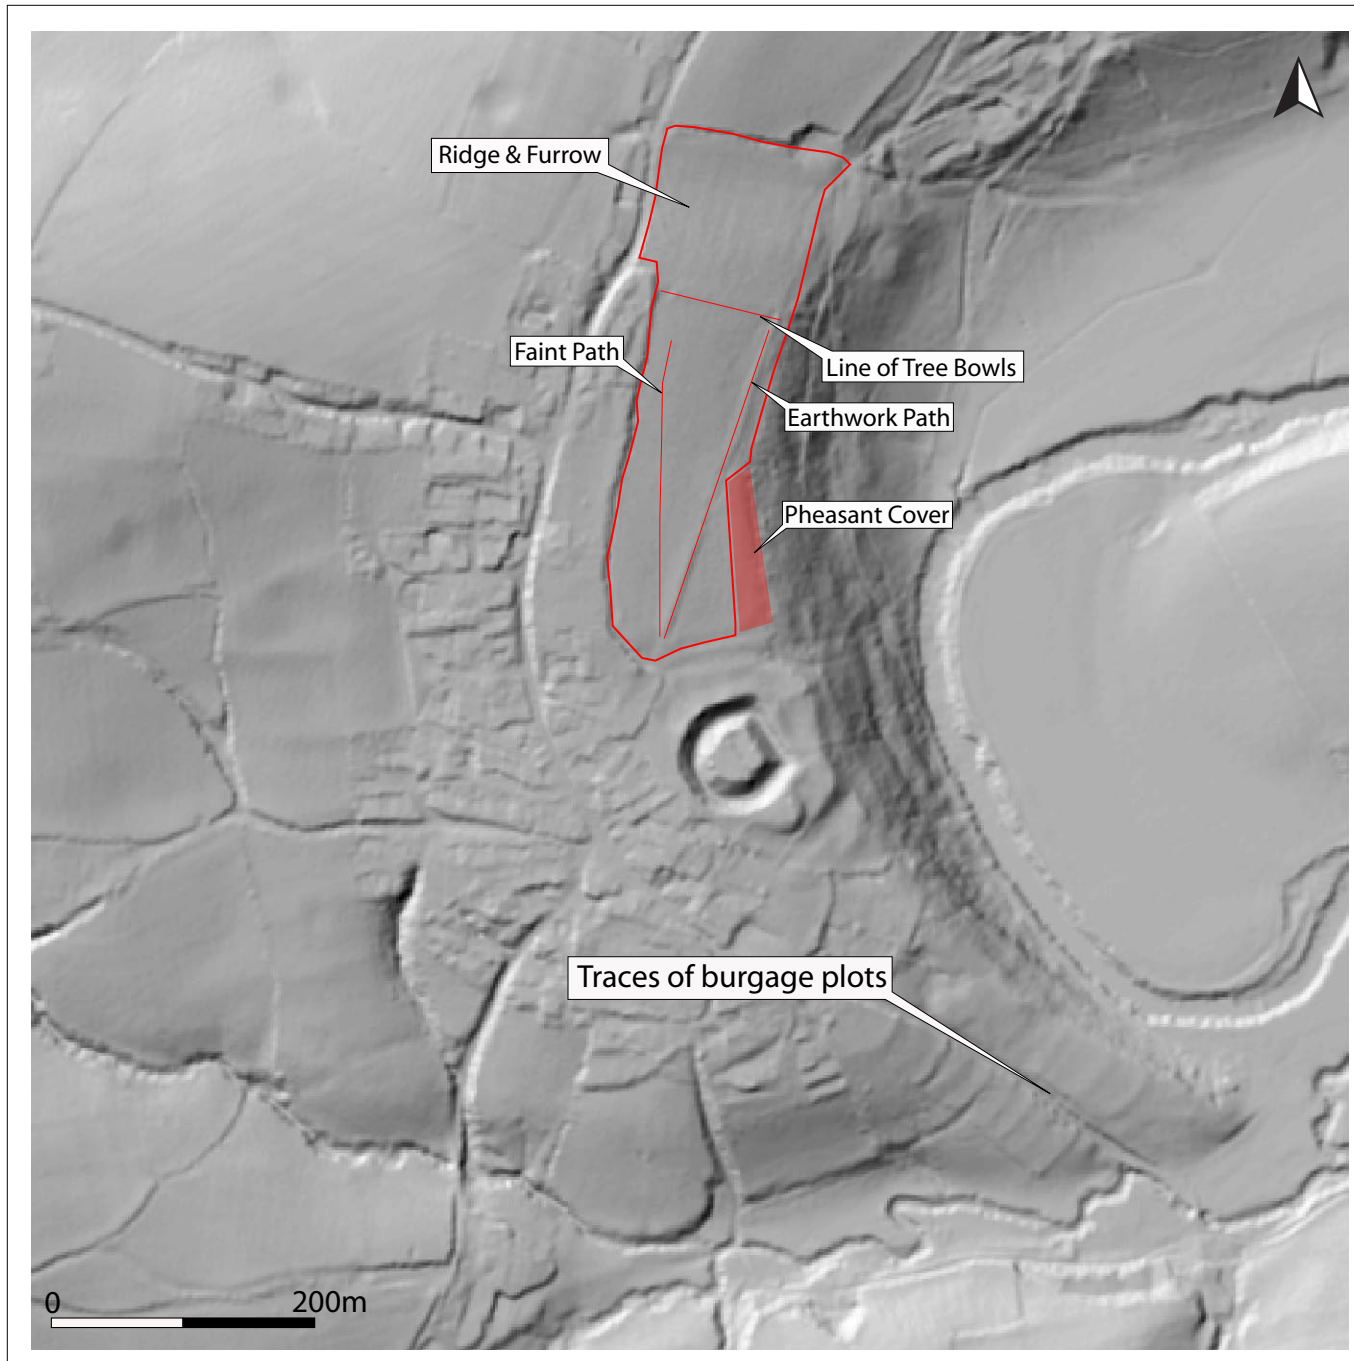 Ridge & Furrow
Faint Path
Line of Tree Bowls
Earthwork Path
Pheasant Cover
Traces of burgage plots
0 200m